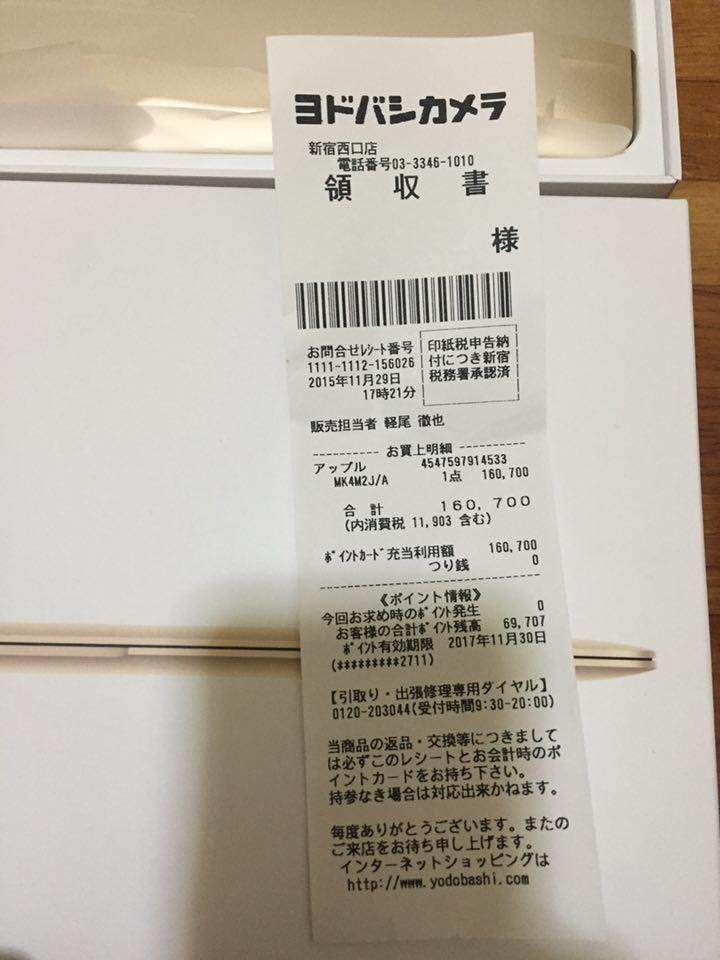 ヨドバシカメラ
新宿西口店
電話番号03-3346-1010
領 収 書
様
お問合せﾚｼｰﾄ番号
1111-1112-156026
2015年11月29日
17時21分
印紙税申告納
付につき新宿
税務署承認済
販売担当者 軽尾 徹也
---------- お買上明細 ----------
アップル 4547597914533
MK4M2J/A 1点 160,700
合 計 160,700
(内消費税 11,903 含む)
ﾎﾟｲﾝﾄｶｰﾄﾞ充当利用額 160,700
つり銭 0
--------------------------------
《ポイント情報》
今回お求め時のﾎﾟｲﾝﾄ発生 0
お客様の合計ﾎﾟｲﾝﾄ残高 69,707
ﾎﾟｲﾝﾄ有効期限 2017年11月30日
(*********2711)
--------------------------------
【引取り・出張修理専用ダイヤル】
0120-203044(受付時間9:30-20:00)
当商品の返品・交換等につきまして
は必ずこのレシートとお会計時のポ
イントカードをお持ち下さい。
持参なき場合は対応出来かねます。
毎度ありがとうございます。またの
ご来店をお待ち申し上げます。
インターネットショッピングは
http://www.yodobashi.com